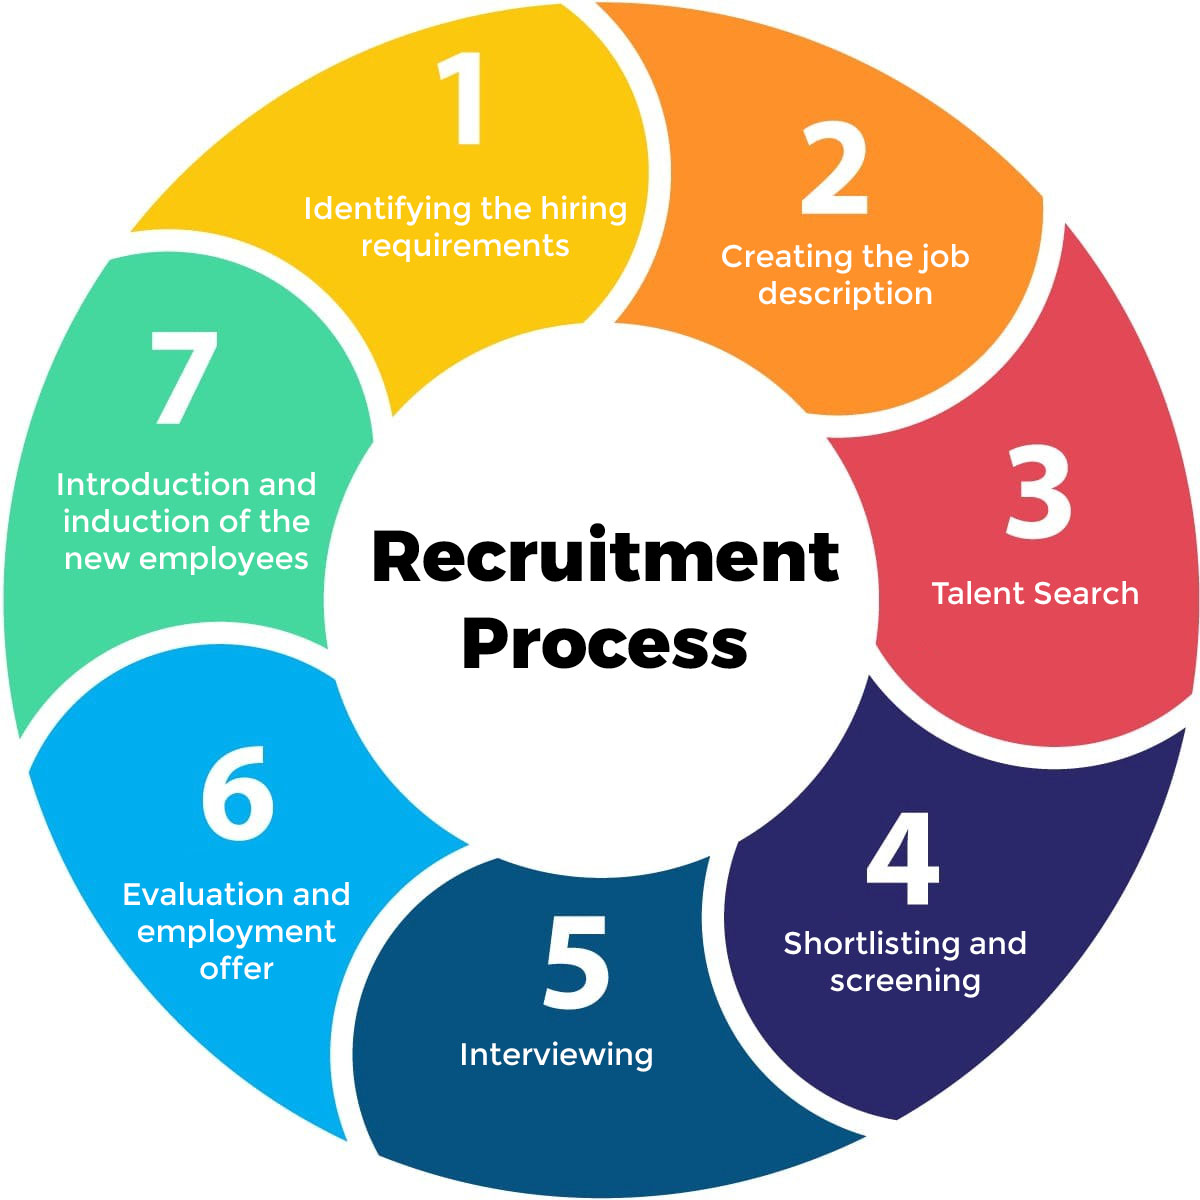 1
Identifying the hiring
requirements
2
Creating the job
description
3
Talent Search
4
Shortlisting and
screening
5
Interviewing
6
Evaluation and
employment
offer
7
Introduction and
induction of the
new employees
Recruitment
Process